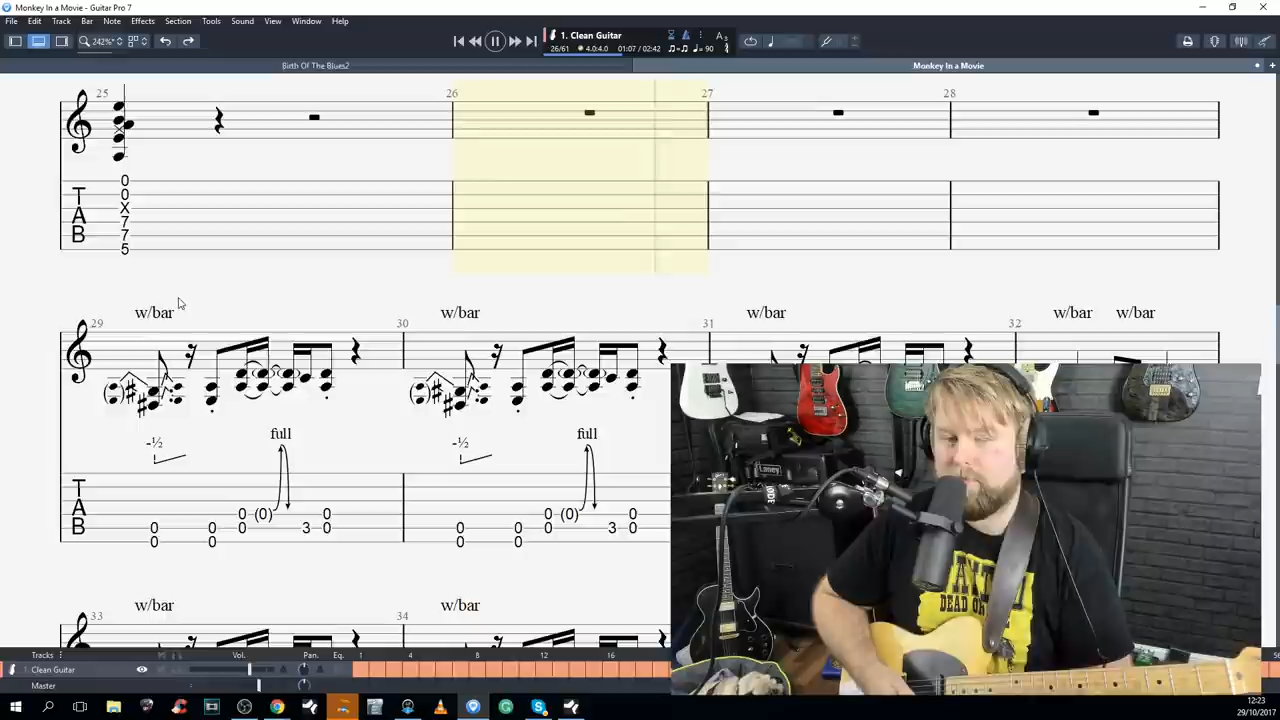 Monkey In a Movie - Guitar Pro 7
File Edit Track Bar Note Effects Section Tools Sound View Window Help
242%
1. Clean Guitar
26/61 4.0:4.0 01:07 / 02:42 = 90
Birth Of The Blues2 Monkey In a Movie
25 26 27 28
T
A
B
0
0
X
7
7
5
w/bar w/bar w/bar w/bar w/bar
29 30 31 32
-½ full -½ full
T
A
B
0 0 0 (0) 3 0 0 0 0 (0) 3 0
0 0 0 0 0 0 0 0
w/bar w/bar
33 34
Tracks Vol. Pan. Eq. 1 4 8 12 16
Clean Guitar
Master
Laney
DEAD
12:23
29/10/2017